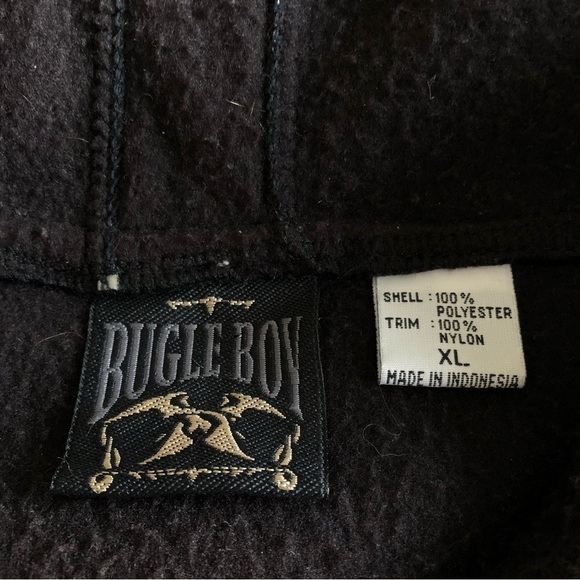 BUGLE BOY
SHELL : 100%
POLYESTER
TRIM : 100%
NYLON
XL
MADE IN INDONESIA